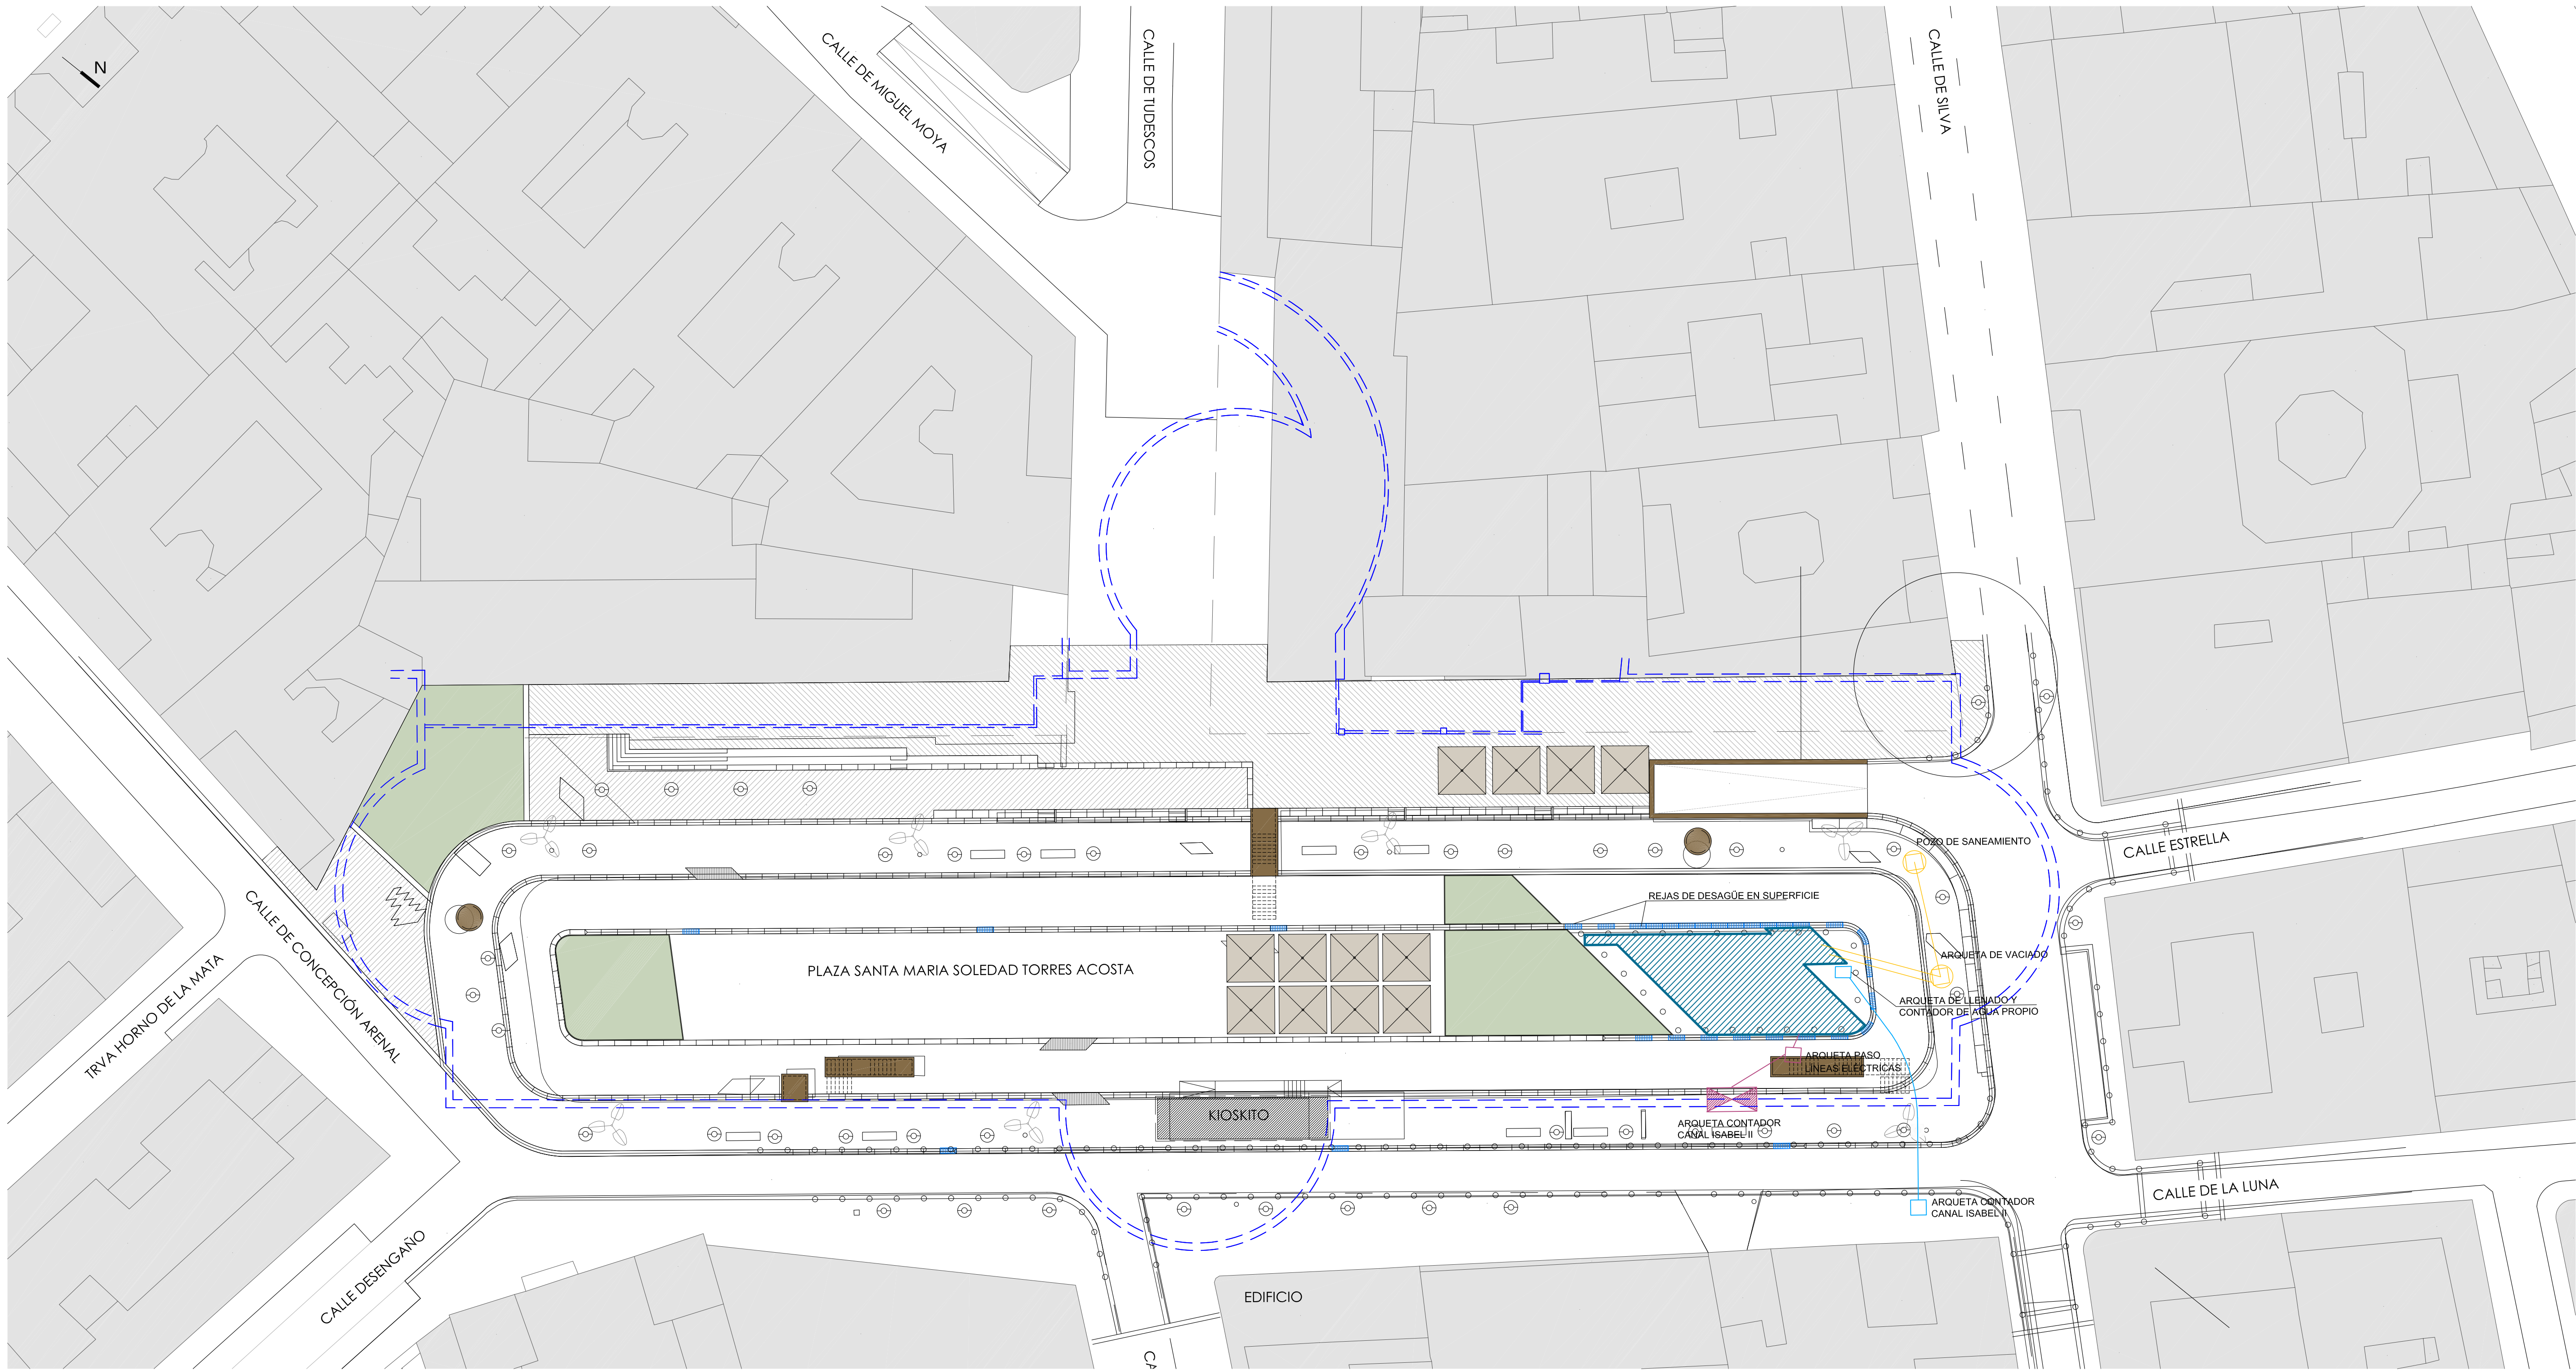 N
CALLE DE MIGUEL MOYA
CALLE DE TUDESCOS
CALLE DE SILVA
POZO DE SANEAMIENTO
CALLE ESTRELLA
REJAS DE DESAGÜE EN SUPERFICIE
ARQUETA DE VACIADO
PLAZA SANTA MARIA SOLEDAD TORRES ACOSTA
ARQUETA DE LLENADO Y
CONTADOR DE AGUA PROPIO
TRVA HORNO DE LA MATA
CALLE DE CONCEPCIÓN ARENAL
ARQUETA PASO
LÍNEAS ELÉCTRICAS
KIOSKITO
ARQUETA CONTADOR
CANAL ISABEL II
CALLE DE LA LUNA
ARQUETA CONTADOR
CANAL ISABEL II
CALLE DESENGAÑO
EDIFICIO
CA